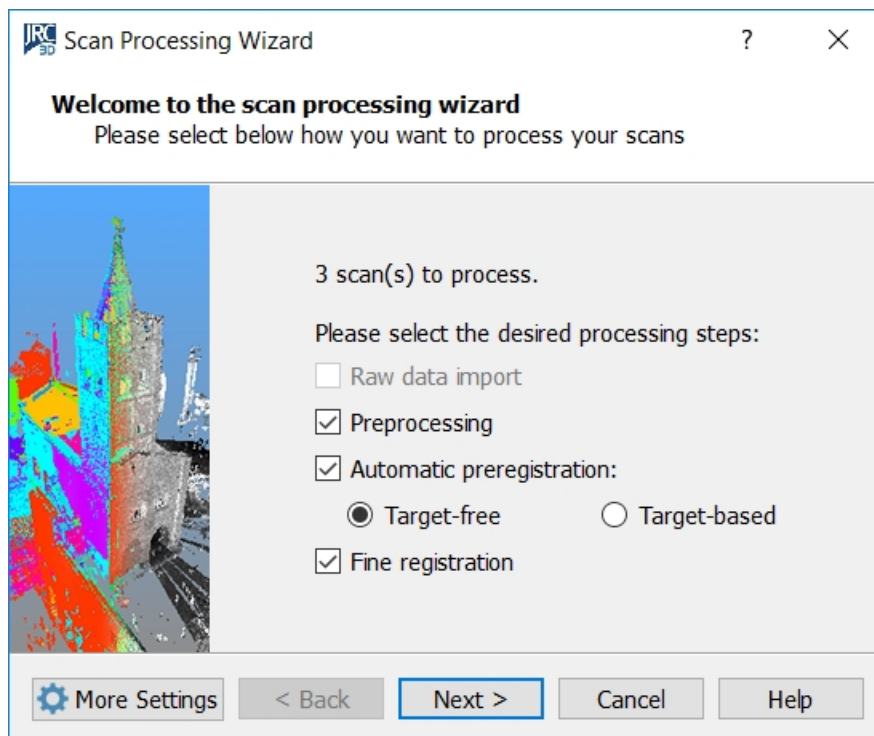 JRC 3D Scan Processing Wizard ?
Welcome to the scan processing wizard
Please select below how you want to process your scans
3 scan(s) to process.
Please select the desired processing steps:
Raw data import
Preprocessing
Automatic preregistration:
Target-free Target-based
Fine registration
More Settings < Back Next > Cancel Help